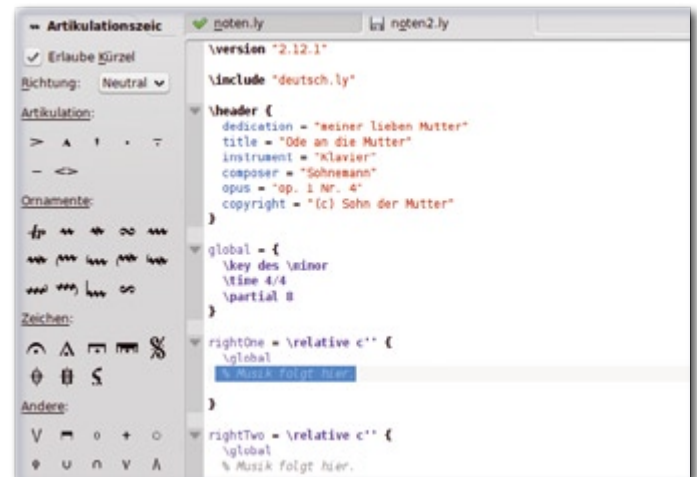 Artikulationszeic
Erlaube Kürzel
Richtung: Neutral
Artikulation:
Ornamente:
Zeichen:
Andere:
noten.ly noten2.ly
\version "2.12.1"
\include "deutsch.ly"
\header {
dedication = "meiner lieben Mutter"
title = "Ode an die Mutter"
instrument = "Klavier"
composer = "Sohnemann"
opus = "op. 1 Nr. 4"
copyright = "(c) Sohn der Mutter"
}
global = {
\key des \minor
\time 4/4
\partial 8
}
rightOne = \relative c'' {
\global
% Musik folgt hier.
}
rightTwo = \relative c'' {
\global
% Musik folgt hier.